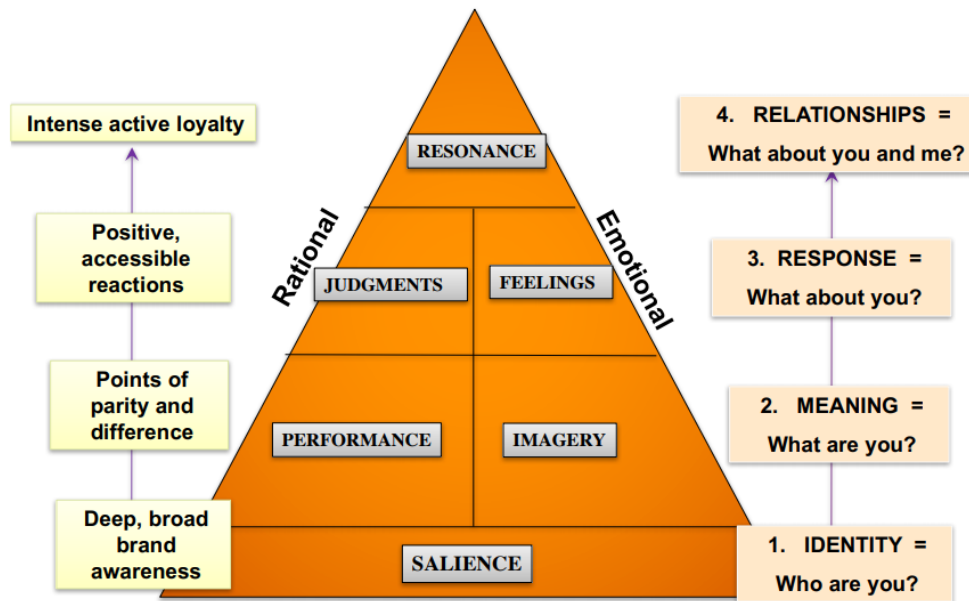 Intense active loyalty
4. RELATIONSHIPS =
What about you and me?
RESONANCE
Rational
Emotional
Positive,
accessible
reactions
JUDGMENTS
FEELINGS
3. RESPONSE =
What about you?
Points of
parity and
difference
PERFORMANCE
IMAGERY
2. MEANING =
What are you?
Deep, broad
brand
awareness
SALIENCE
1. IDENTITY =
Who are you?